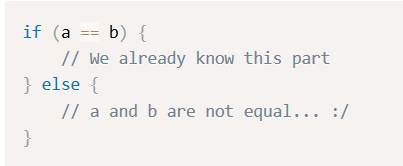 if (a == b) {
    // We already know this part
} else {
    // a and b are not equal... :/
}